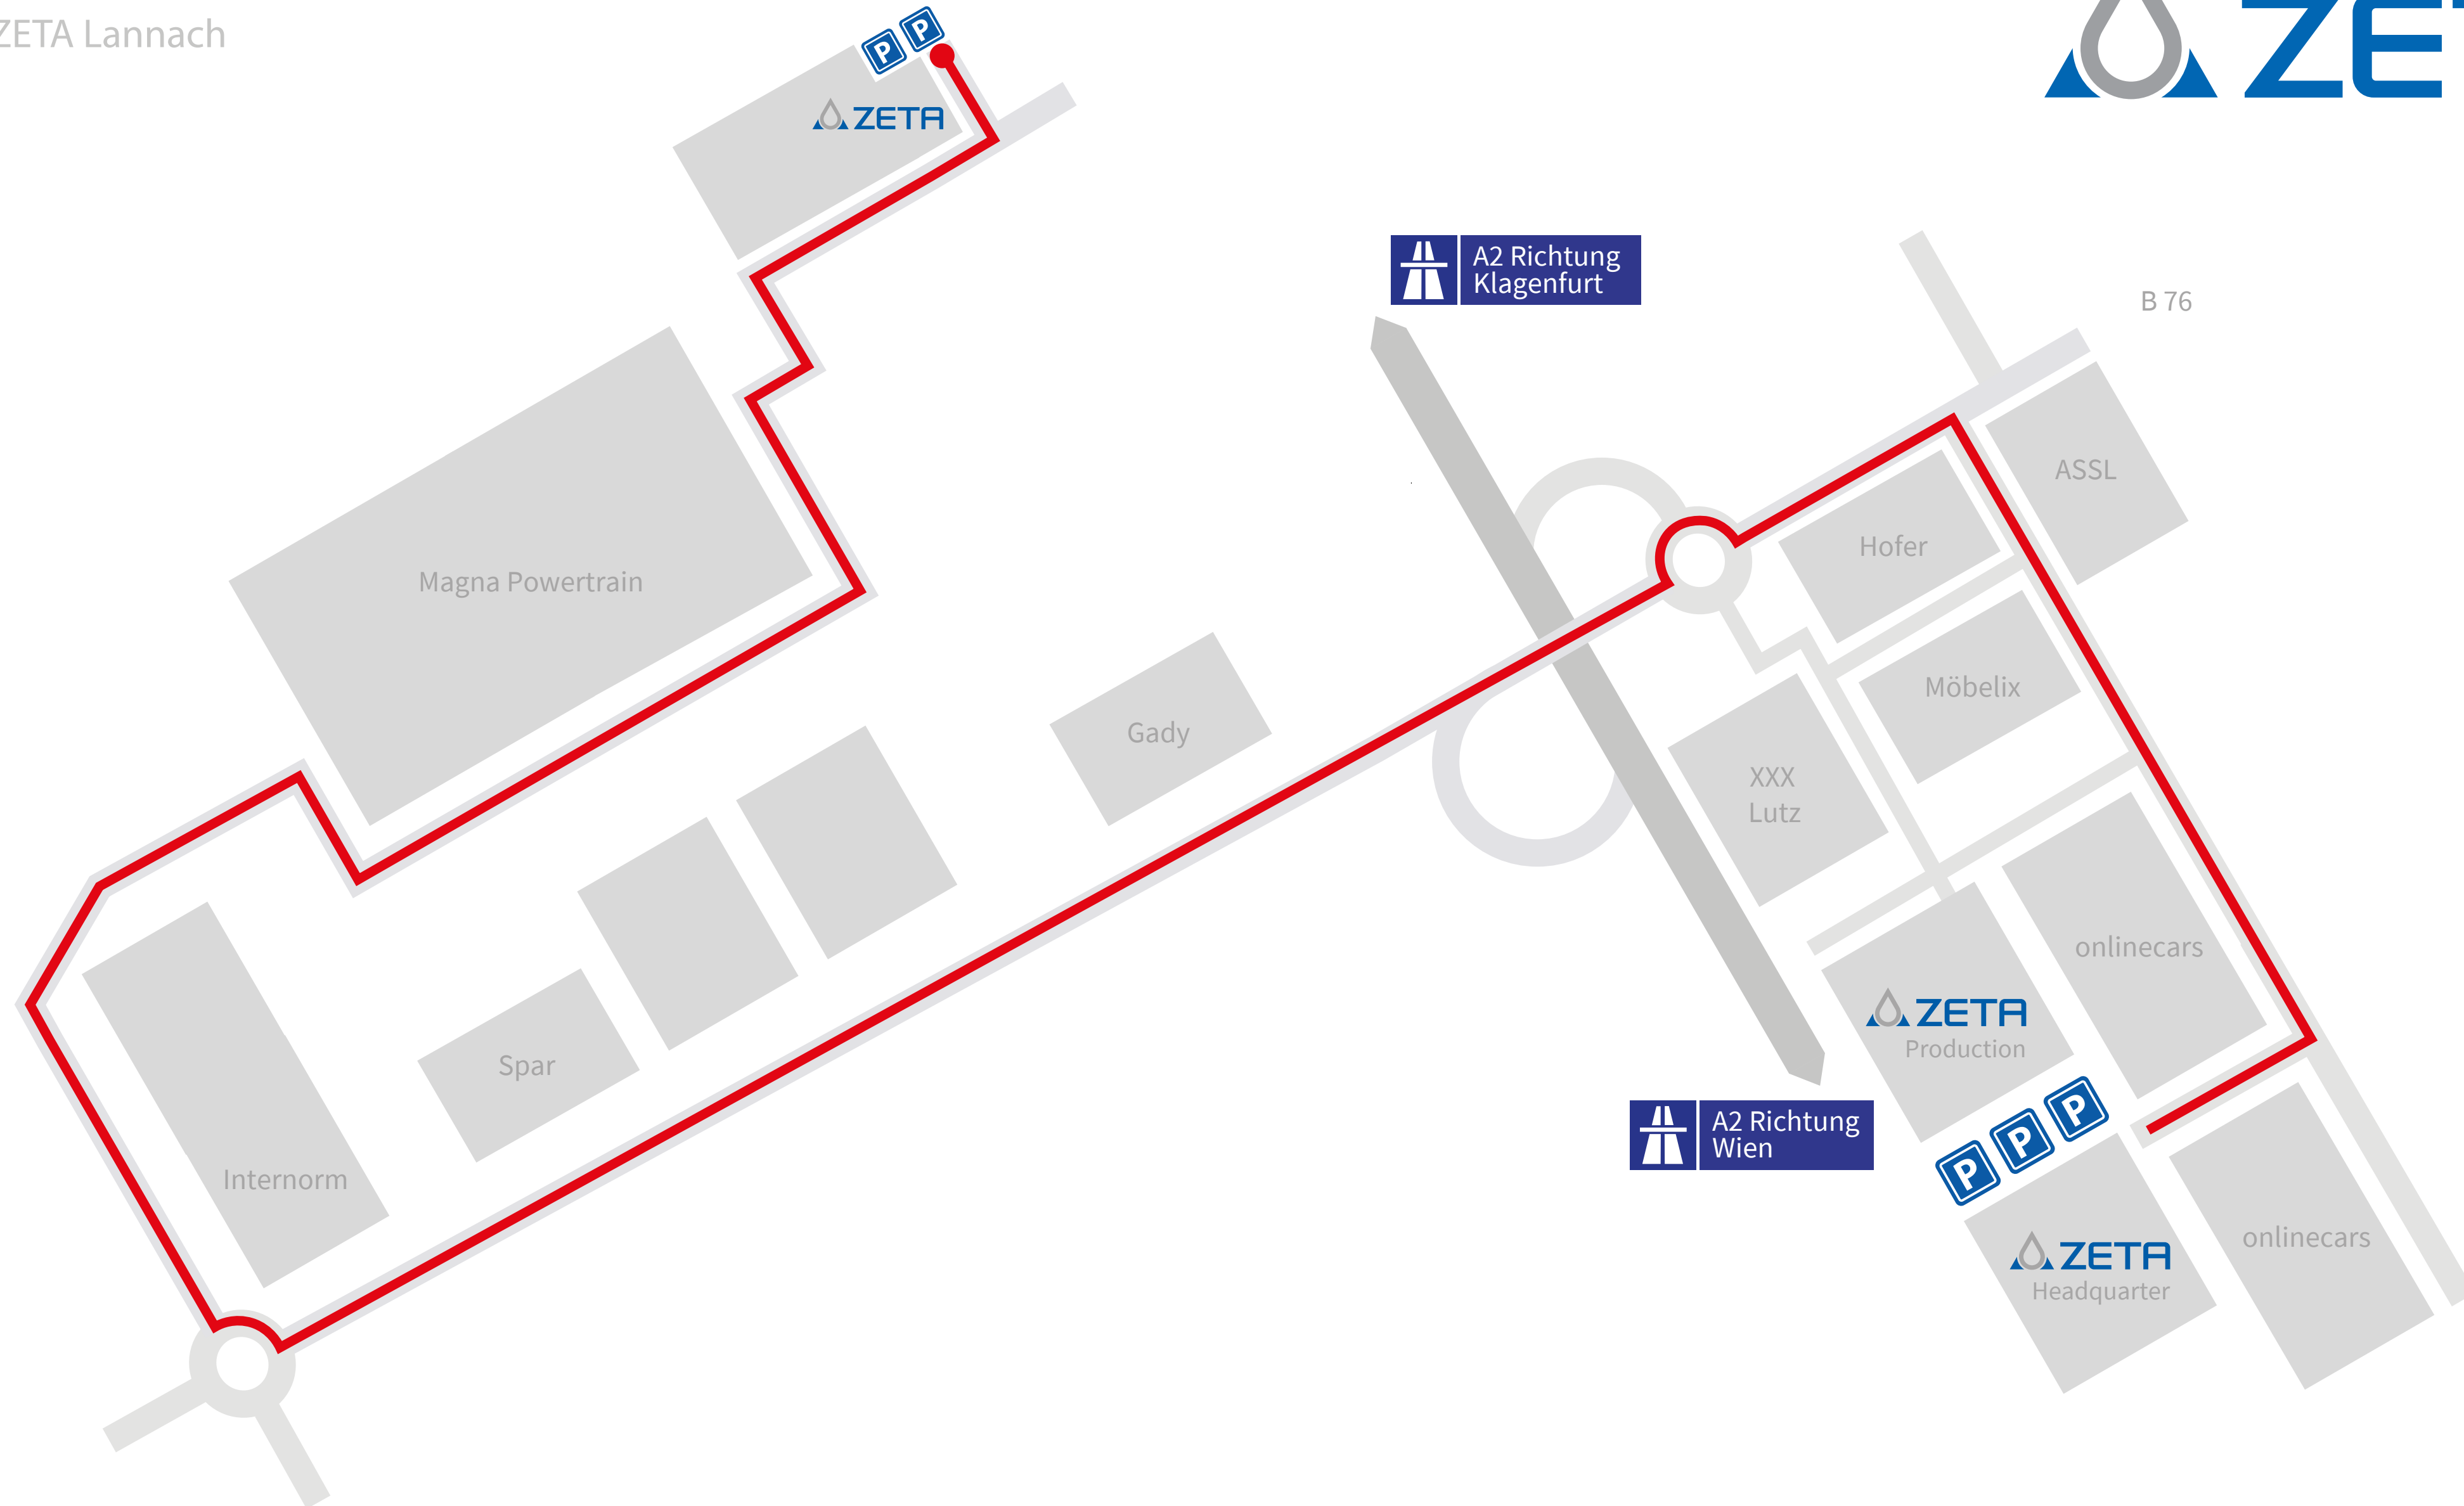 ZETA Lannach
ZE
P
P
ZETA
A2 Richtung
Klagenfurt
B 76
ASSL
Hofer
Magna Powertrain
Möbelix
Gady
XXX
Lutz
onlinecars
ZETA
Production
Spar
P
P
P
A2 Richtung
Wien
Internorm
onlinecars
ZETA
Headquarter